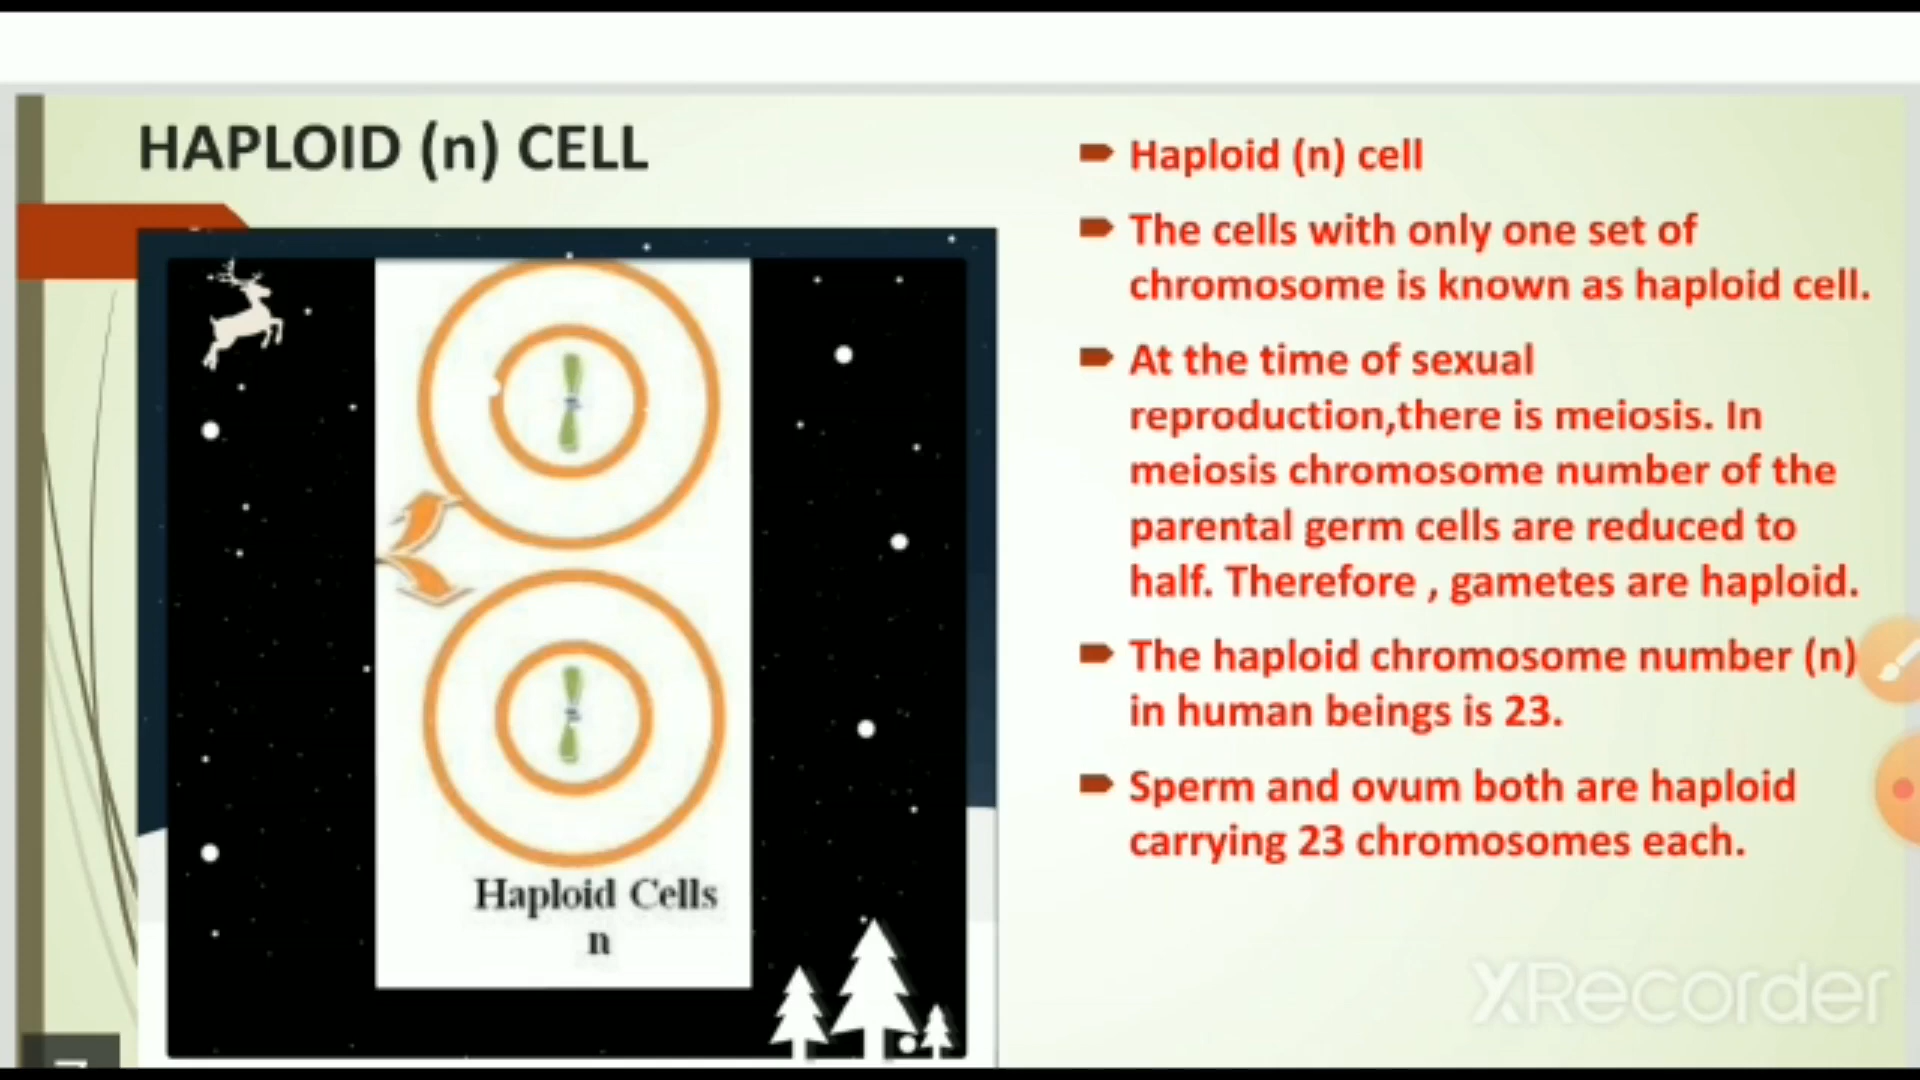 HAPLOID (n) CELL
Haploid Cells
n
Haploid (n) cell
The cells with only one set of
chromosome is known as haploid cell.
At the time of sexual
reproduction,there is meiosis. In
meiosis chromosome number of the
parental germ cells are reduced to
half. Therefore , gametes are haploid.
The haploid chromosome number (n)
in human beings is 23.
Sperm and ovum both are haploid
carrying 23 chromosomes each.
XRecorder